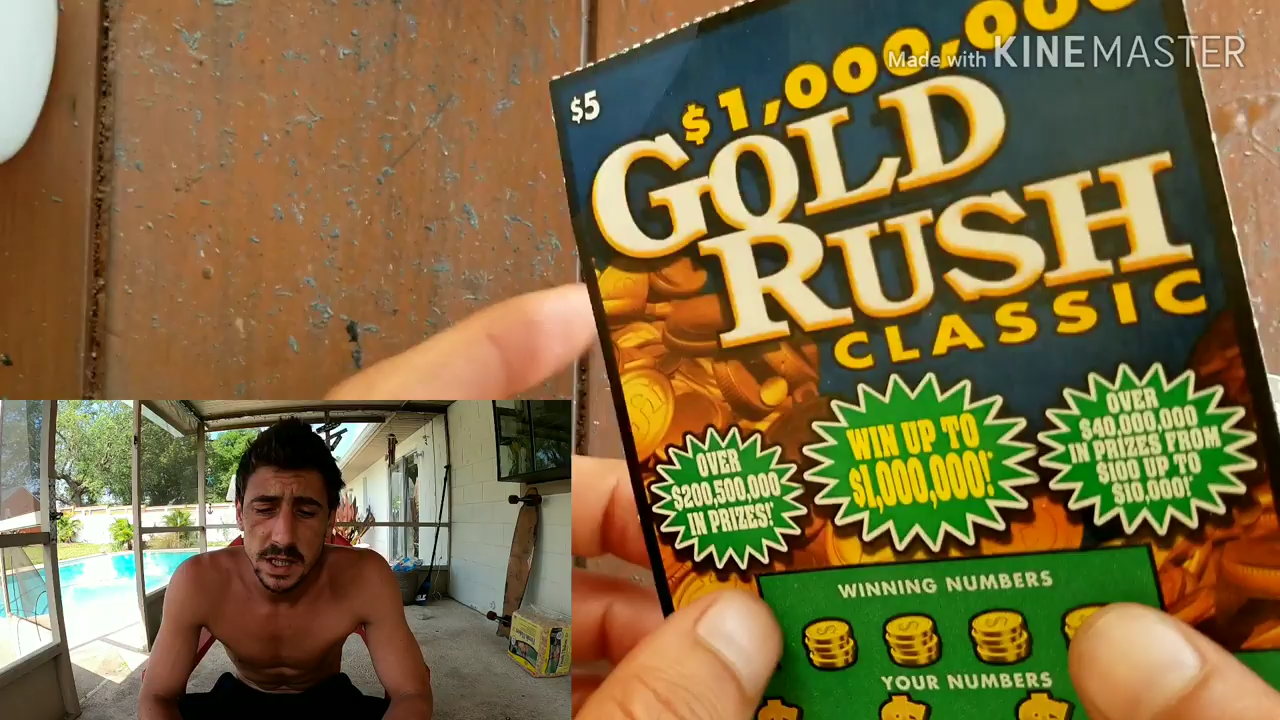 Made with KINEMASTER
$5
$1,000,000
GOLD
RUSH
CLASSIC
OVER
$200,500,000
IN PRIZES!
WIN UP TO
$1,000,000!
OVER
$40,000,000
IN PRIZES FROM
$100 UP TO
$10,000!
WINNING NUMBERS
YOUR NUMBERS